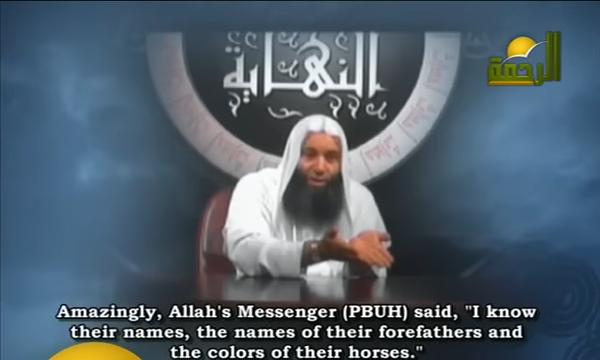 النهاية
الرحمة
Amazingly, Allah's Messenger (PBUH) said, "I know
their names, the names of their forefathers and
the colors of their horses."